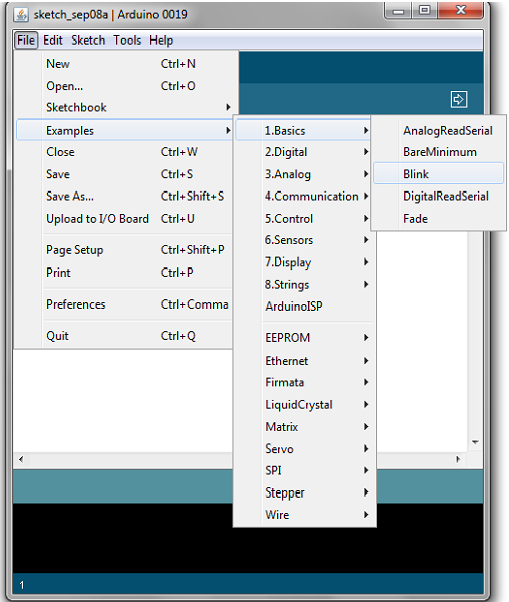 sketch_sep08a | Arduino 0019
File Edit Sketch Tools Help
New Ctrl+N
Open... Ctrl+O
Sketchbook
Examples
Close Ctrl+W
Save Ctrl+S
Save As... Ctrl+Shift+S
Upload to I/O Board Ctrl+U
Page Setup Ctrl+Shift+P
Print Ctrl+P
Preferences Ctrl+Comma
Quit Ctrl+Q
1.Basics
2.Digital
3.Analog
4.Communication
5.Control
6.Sensors
7.Display
8.Strings
ArduinoISP
EEPROM
Ethernet
Firmata
LiquidCrystal
Matrix
Servo
SPI
Stepper
Wire
AnalogReadSerial
BareMinimum
Blink
DigitalReadSerial
Fade
1